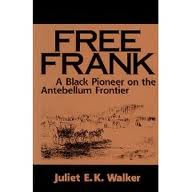 FREE
FRANK
A Black Pioneer on the
Antebellum Frontier
Juliet E.K. Walker